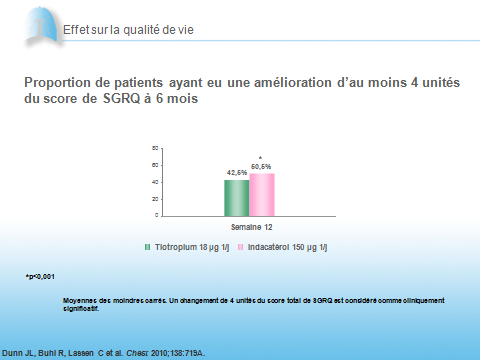 Effet sur la qualité de vie
Proportion de patients ayant eu une amélioration d'au moins 4 unités
du score de SGRQ à 6 mois
80
60
40
20
0
42,5%
*
50,5%
Semaine 12
Tiotropium 18 µg 1/j
Indacatérol 150 µg 1/j
*p<0,001
Moyennes des moindres carrés. Un changement de 4 unités du score total de SGRQ est considéré comme cliniquement
significatif.
Dunn JL, Buhl R, Lassen C et al. Chest 2010;138:719A.